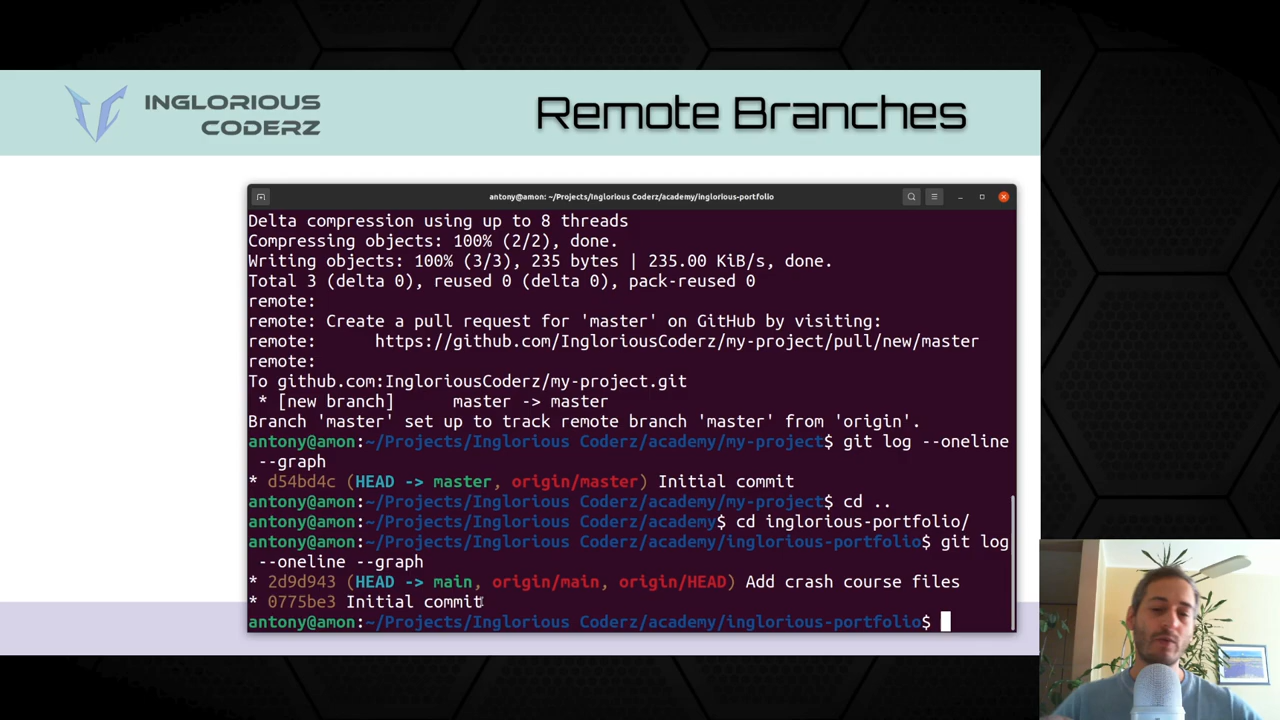 INGLORIOUS
CODERZ
Remote Branches
antony@amon: ~/Projects/Inglorious Coderz/academy/inglorious-portfolio
Delta compression using up to 8 threads
Compressing objects: 100% (2/2), done.
Writing objects: 100% (3/3), 235 bytes | 235.00 KiB/s, done.
Total 3 (delta 0), reused 0 (delta 0), pack-reused 0
remote:
remote: Create a pull request for 'master' on GitHub by visiting:
remote:      https://github.com/IngloriousCoderz/my-project/pull/new/master
remote:
To github.com:IngloriousCoderz/my-project.git
 * [new branch]      master -> master
Branch 'master' set up to track remote branch 'master' from 'origin'.
antony@amon:~/Projects/Inglorious Coderz/academy/my-project$ git log --oneline
 --graph
* d54bd4c (HEAD -> master, origin/master) Initial commit
antony@amon:~/Projects/Inglorious Coderz/academy/my-project$ cd ..
antony@amon:~/Projects/Inglorious Coderz/academy$ cd inglorious-portfolio/
antony@amon:~/Projects/Inglorious Coderz/academy/inglorious-portfolio$ git log
 --oneline --graph
* 2d9d943 (HEAD -> main, origin/main, origin/HEAD) Add crash course files
* 0775be3 Initial commit
antony@amon:~/Projects/Inglorious Coderz/academy/inglorious-portfolio$